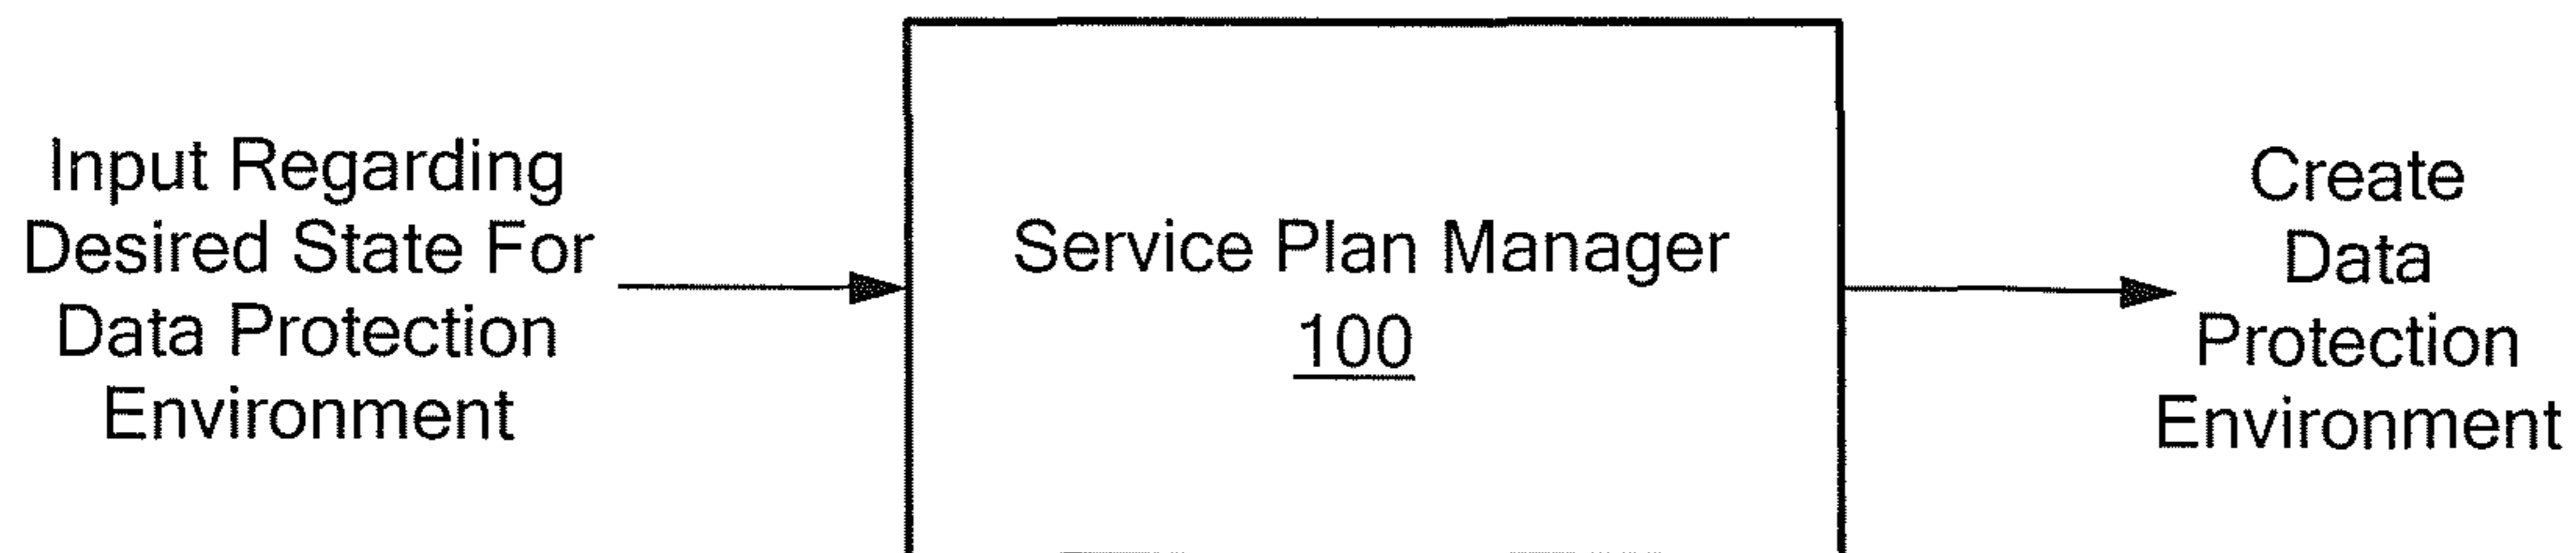 Input Regarding
Desired State For
Data Protection
Environment
Service Plan Manager
100
Create
Data
Protection
Environment